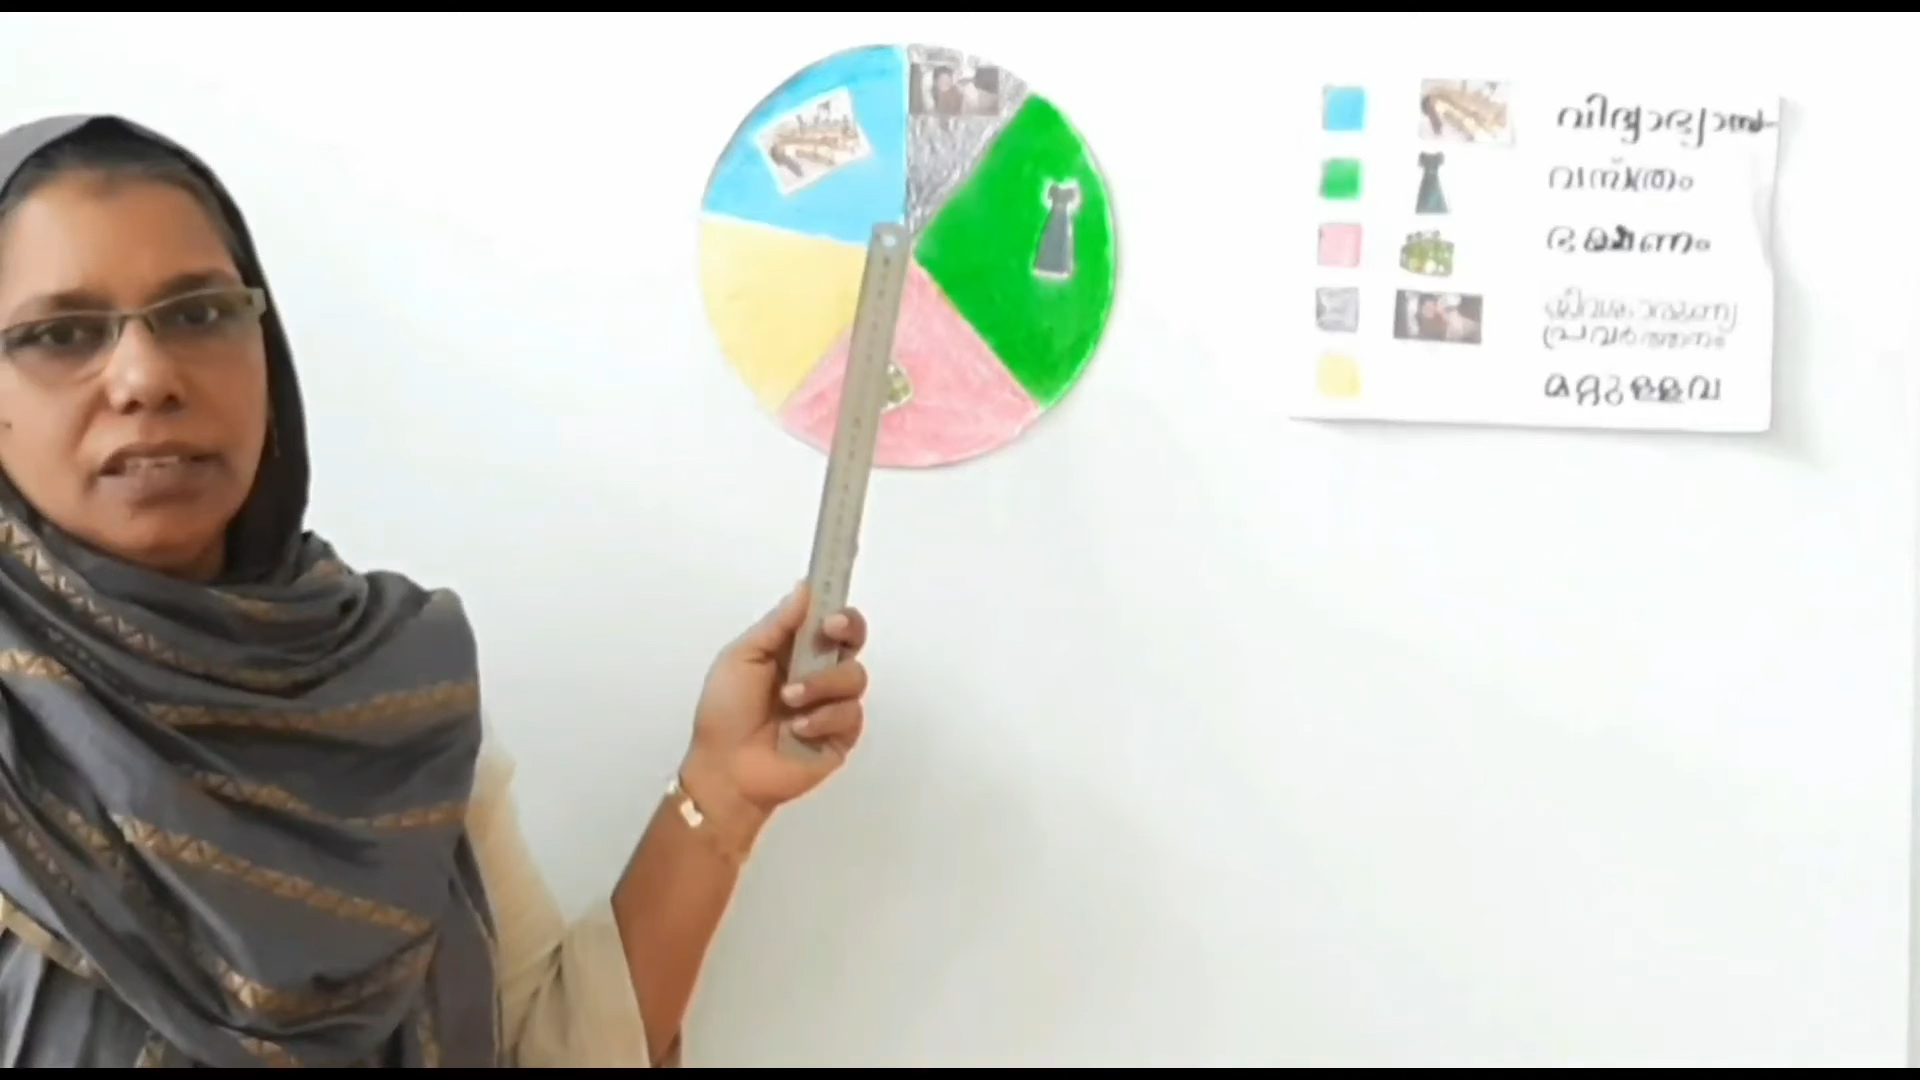 വിദ്യാഭ്യാസം
വസ്ത്രം
ഭക്ഷണം
ജീവകാരുണ്യ
പ്രവർത്തനം
മറ്റുള്ളവ